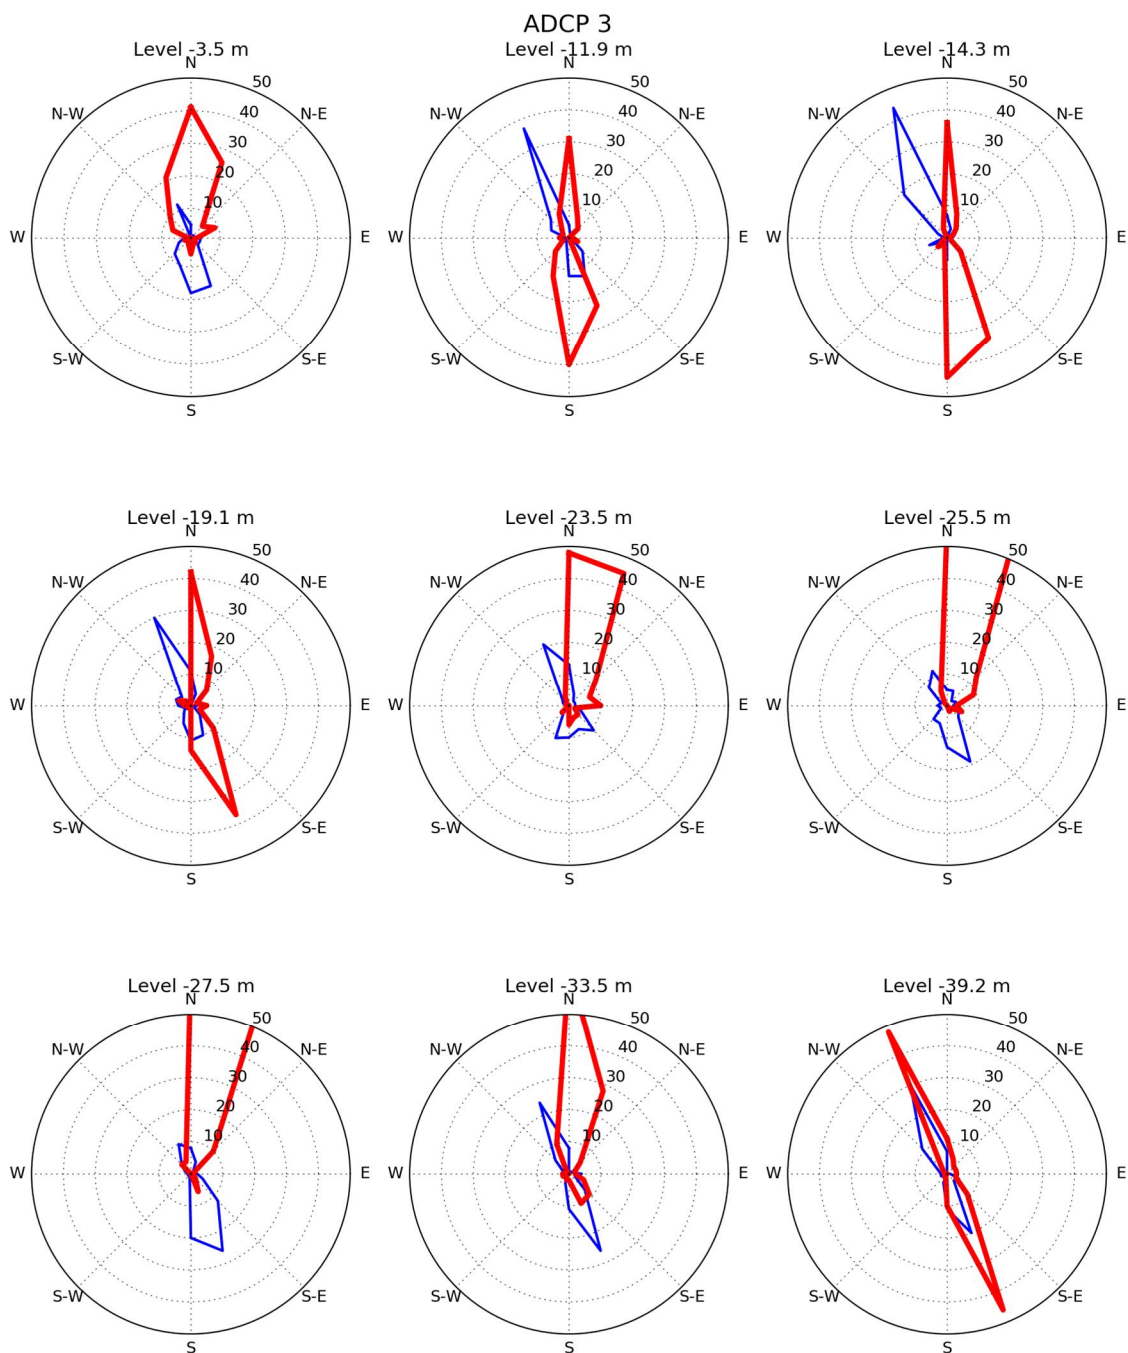 ADCP 3
Level -3.5 m
Level -11.9 m
Level -14.3 m
N
N
N
50
50
50
N-W
40
N-E
N-W
40
N-E
N-W
40
N-E
30
30
30
20
20
20
10
10
10
W
E
W
E
W
E
S-W
S-E
S-W
S-E
S-W
S-E
S
S
S
Level -19.1 m
Level -23.5 m
Level -25.5 m
N
N
N
50
50
50
N-W
40
N-E
N-W
40
N-E
N-W
40
N-E
30
30
30
20
20
20
10
10
10
W
E
W
E
W
E
S-W
S-E
S-W
S-E
S-W
S-E
S
S
S
Level -27.5 m
Level -33.5 m
Level -39.2 m
N
N
N
50
50
50
N-W
40
N-E
N-W
40
N-E
N-W
40
N-E
30
30
30
20
20
20
10
10
10
W
E
W
E
W
E
S-W
S-E
S-W
S-E
S-W
S-E
S
S
S